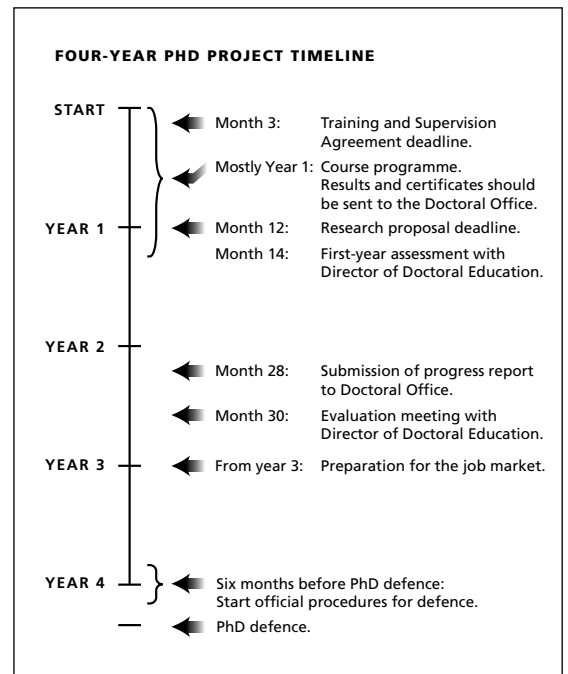 FOUR-YEAR PHD PROJECT TIMELINE
START
Month 3: Training and Supervision
Agreement deadline.
Mostly Year 1: Course programme.
Results and certificates should
be sent to the Doctoral Office.
YEAR 1
Month 12: Research proposal deadline.
Month 14: First-year assessment with
Director of Doctoral Education.
YEAR 2
Month 28: Submission of progress report
to Doctoral Office.
Month 30: Evaluation meeting with
Director of Doctoral Education.
YEAR 3
From year 3: Preparation for the job market.
YEAR 4
Six months before PhD defence:
Start official procedures for defence.
PhD defence.